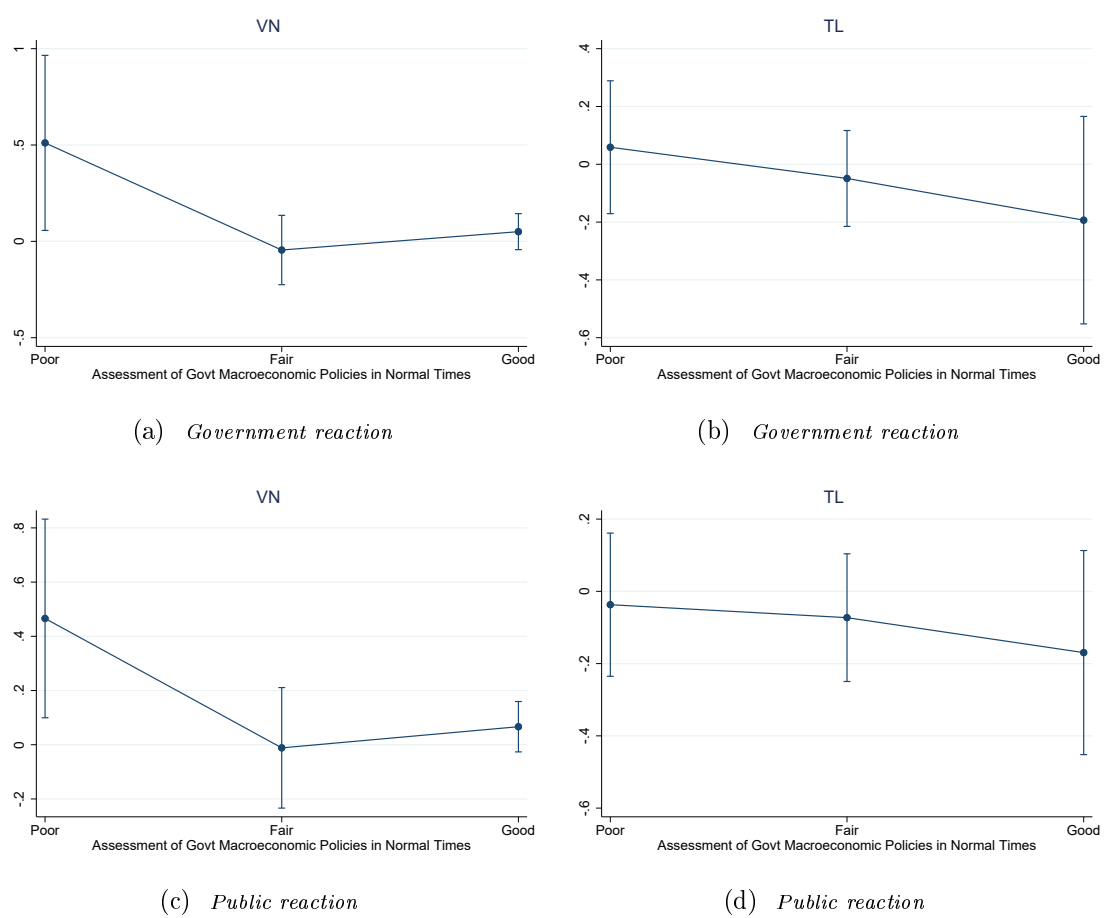 VN
1
.5
0
-.5
Poor
Fair
Good
Assessment of Govt Macroeconomic Policies in Normal Times
(a) Government reaction
TL
.4
.2
0
-.2
-.4
-.6
Poor
Fair
Good
Assessment of Govt Macroeconomic Policies in Normal Times
(b) Government reaction
VN
.8
.6
.4
.2
0
-.2
Poor
Fair
Good
Assessment of Govt Macroeconomic Policies in Normal Times
(c) Public reaction
TL
.2
0
-.2
-.4
-.6
Poor
Fair
Good
Assessment of Govt Macroeconomic Policies in Normal Times
(d) Public reaction